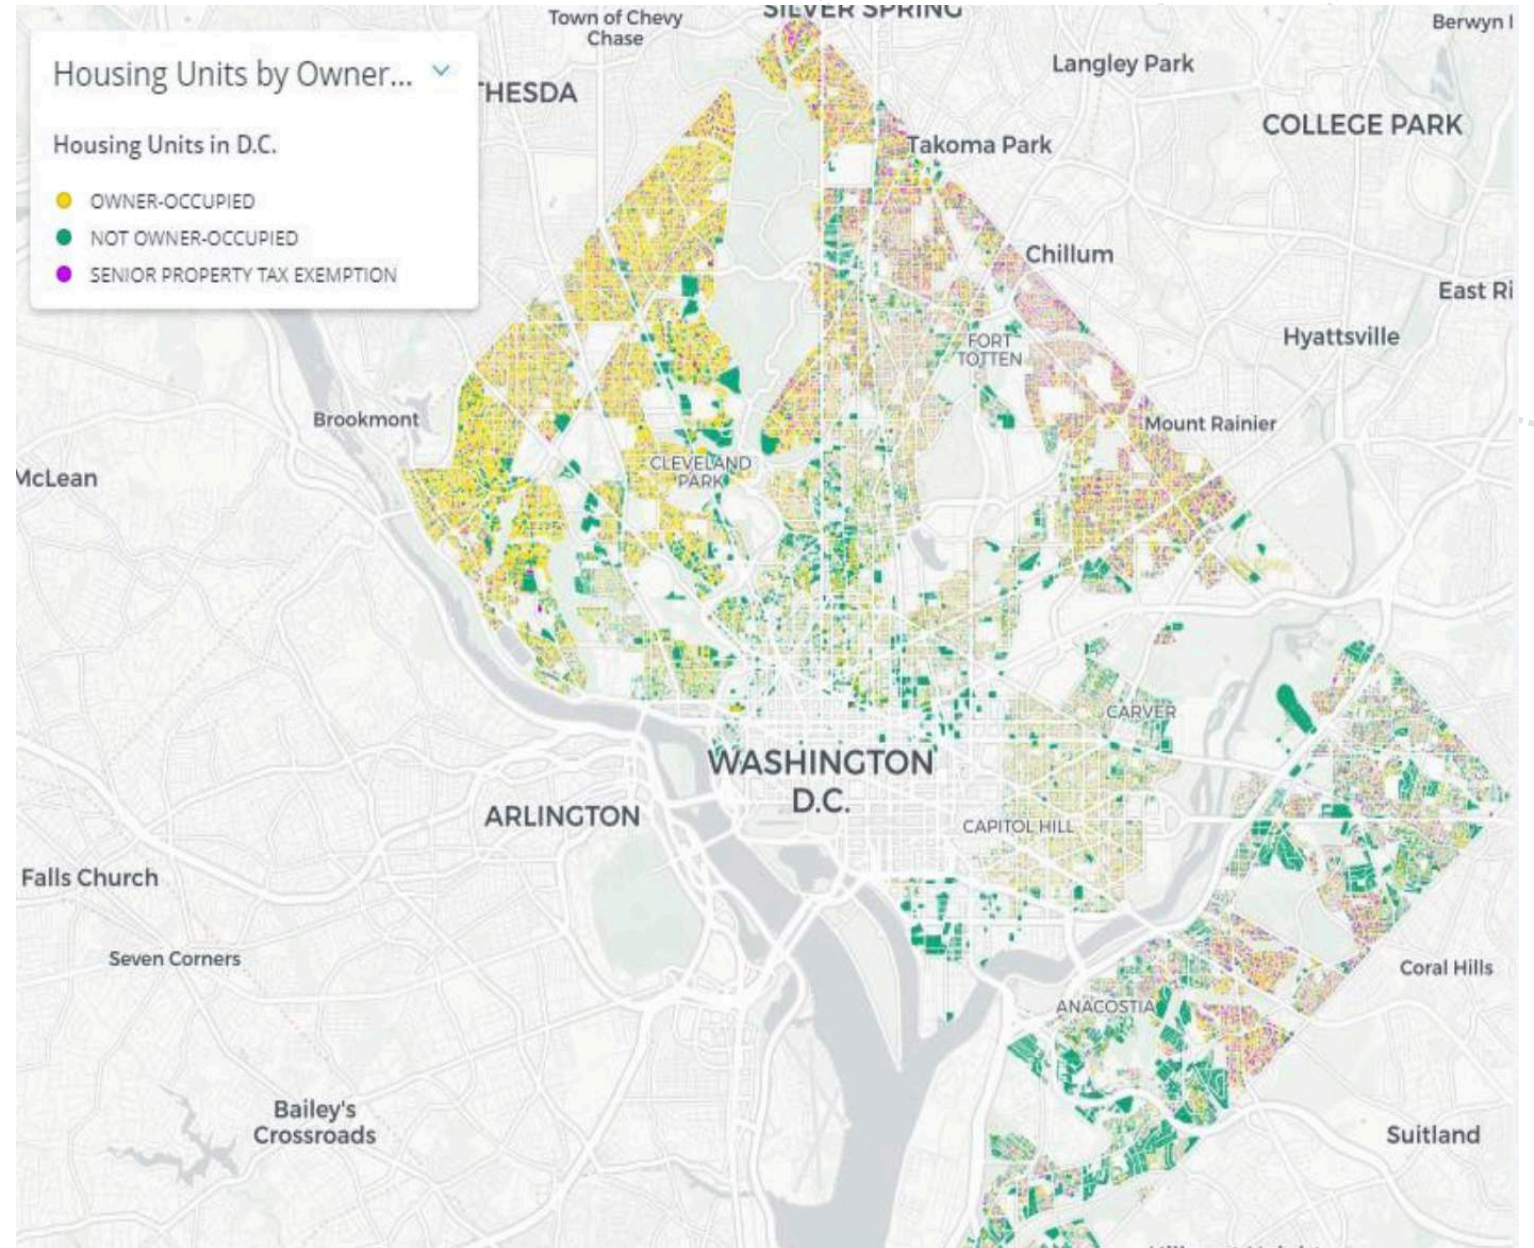 Town of Chevy
Chase
SILVER SPRING
Berwyn
Housing Units by Owner...
Langley Park
THESDA
COLLEGE PARK
Housing Units in D.C.
Takoma Park
OWNER-OCCUPIED
NOT OWNER-OCCUPIED
SENIOR PROPERTY TAX EXEMPTION
Chillum
East Ri
Hyattsville
FORT
TOTTEN
Brookmont
Mount Rainier
CLEVELAND
PARK
McLean
CARVER
WASHINGTON
D.C.
ARLINGTON
CAPITOL HILL
Falls Church
Seven Corners
Coral Hills
ANACOSTIA
Bailey's
Crossroads
Suitland